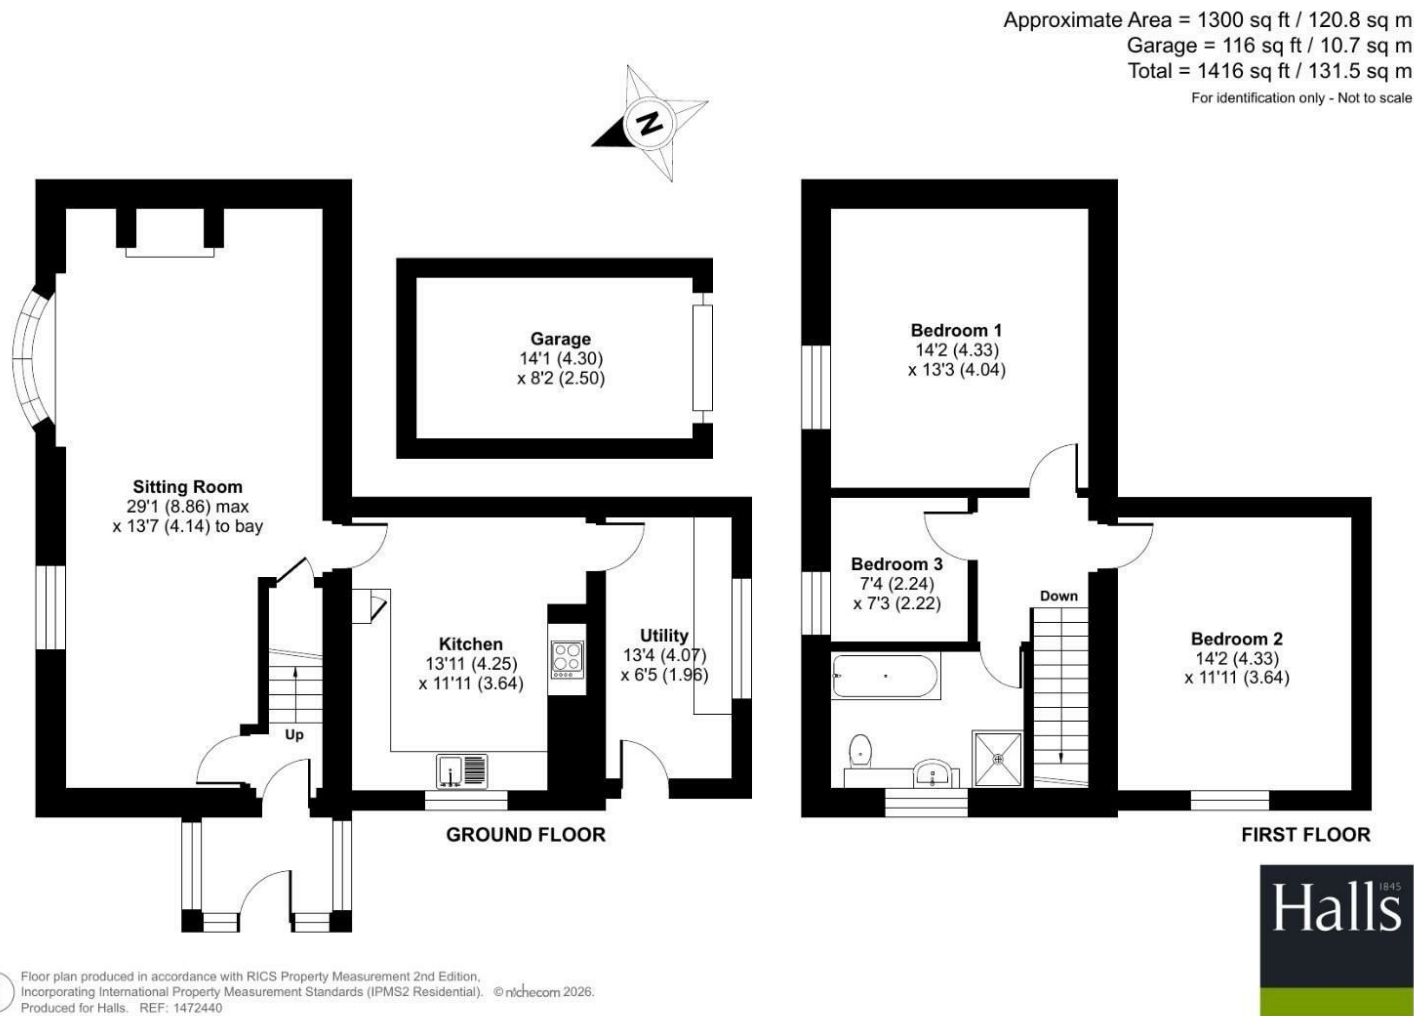 Approximate Area = 1300 sq ft / 120.8 sq m
Garage = 116 sq ft / 10.7 sq m
Total = 1416 sq ft / 131.5 sq m
For identification only - Not to scale
N
Garage
14'1 (4.30)
x 8'2 (2.50)
Sitting Room
29'1 (8.86) max
x 13'7 (4.14) to bay
Up
Kitchen
13'11 (4.25)
x 11'11 (3.64)
Utility
13'4 (4.07)
x 6'5 (1.96)
GROUND FLOOR
Bedroom 1
14'2 (4.33)
x 13'3 (4.04)
Bedroom 3
7'4 (2.24)
x 7'3 (2.22)
Down
Bedroom 2
14'2 (4.33)
x 11'11 (3.64)
FIRST FLOOR
1845
Halls
Floor plan produced in accordance with RICS Property Measurement 2nd Edition,
Incorporating International Property Measurement Standards (IPMS2 Residential). © nichecom 2026.
Produced for Halls. REF: 1472440